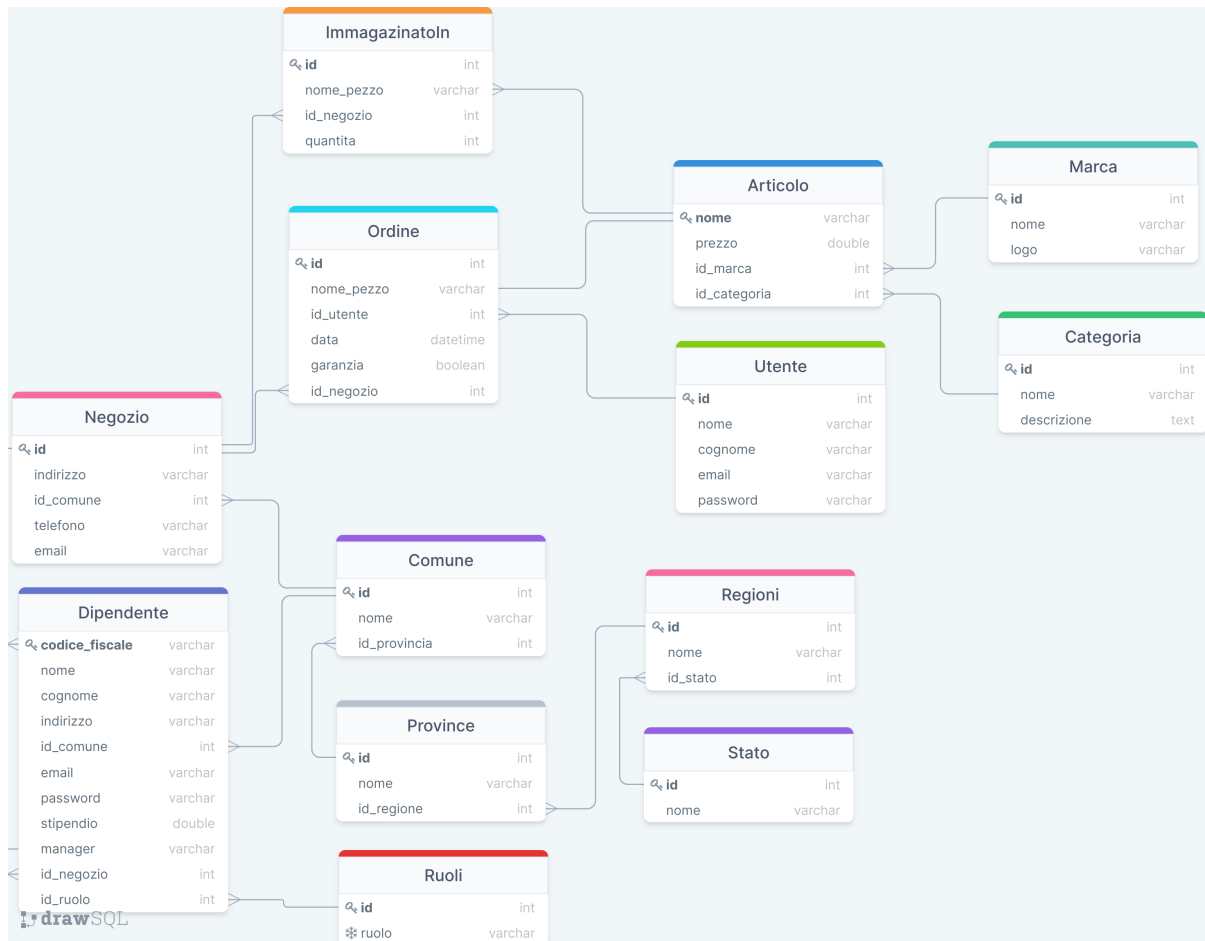 ImmagazinatoIn
id int
nome_pezzo varchar
id_negozio int
quantita int
Ordine
id int
nome_pezzo varchar
id_utente int
data datetime
garanzia boolean
id_negozio int
Articolo
nome varchar
prezzo double
id_marca int
id_categoria int
Marca
id int
nome varchar
logo varchar
Categoria
id int
nome varchar
descrizione text
Utente
id int
nome varchar
cognome varchar
email varchar
password varchar
Negozio
id int
indirizzo varchar
id_comune int
telefono varchar
email varchar
Comune
id int
nome varchar
id_provincia int
Regioni
id int
nome varchar
id_stato int
Dipendente
codice_fiscale varchar
nome varchar
cognome varchar
indirizzo varchar
id_comune int
email varchar
password varchar
stipendio double
manager varchar
id_negozio int
id_ruolo int
Province
id int
nome varchar
id_regione int
Stato
id int
nome varchar
Ruoli
id int
ruolo varchar
drawSQL